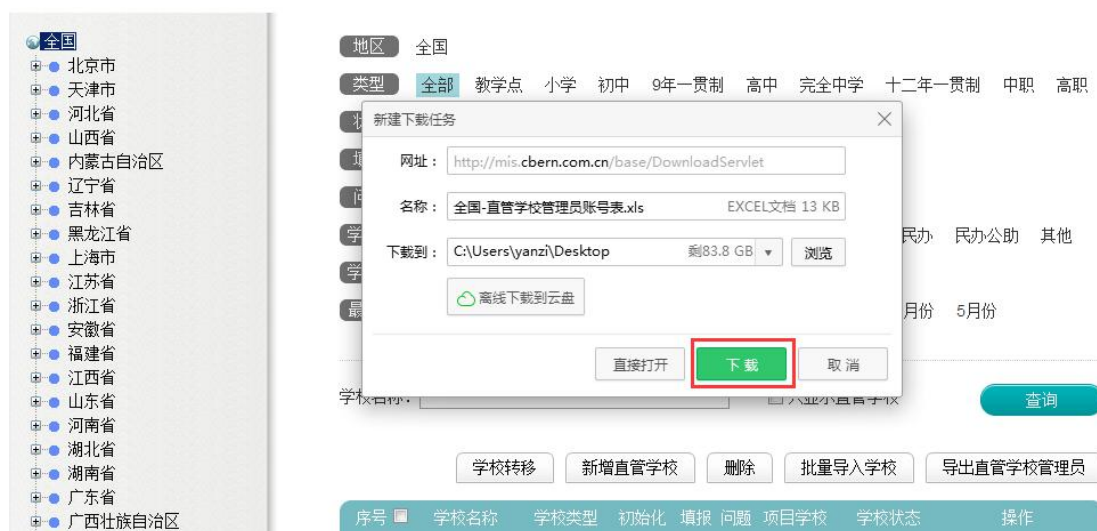 全国
北京市
天津市
河北省
山西省
内蒙古自治区
辽宁省
吉林省
黑龙江省
上海市
江苏省
浙江省
安徽省
福建省
江西省
山东省
河南省
湖北省
湖南省
广东省
广西壮族自治区
地区 全国
类型 全部 教学点 小学 初中 9年一贯制 高中 完全中学 十二年一贯制 中职 高职
新建下载任务
网址： http://mis.cbern.com.cn/base/DownloadServlet
名称： 全国-直管学校管理员账号表.xls EXCEL文档 13 KB
下载到： C:\Users\yanzi\Desktop 剩83.8 GB 浏览
离线下载到云盘
直接打开 下载 取消
学
民办 民办公助 其他
学
最
月份 5月份
学校名称： 只显示直管学校 查询
学校转移 新增直管学校 删除 批量导入学校 导出直管学校管理员
序号 学校名称 学校类型 初始化 填报 问题 项目学校 学校状态 操作